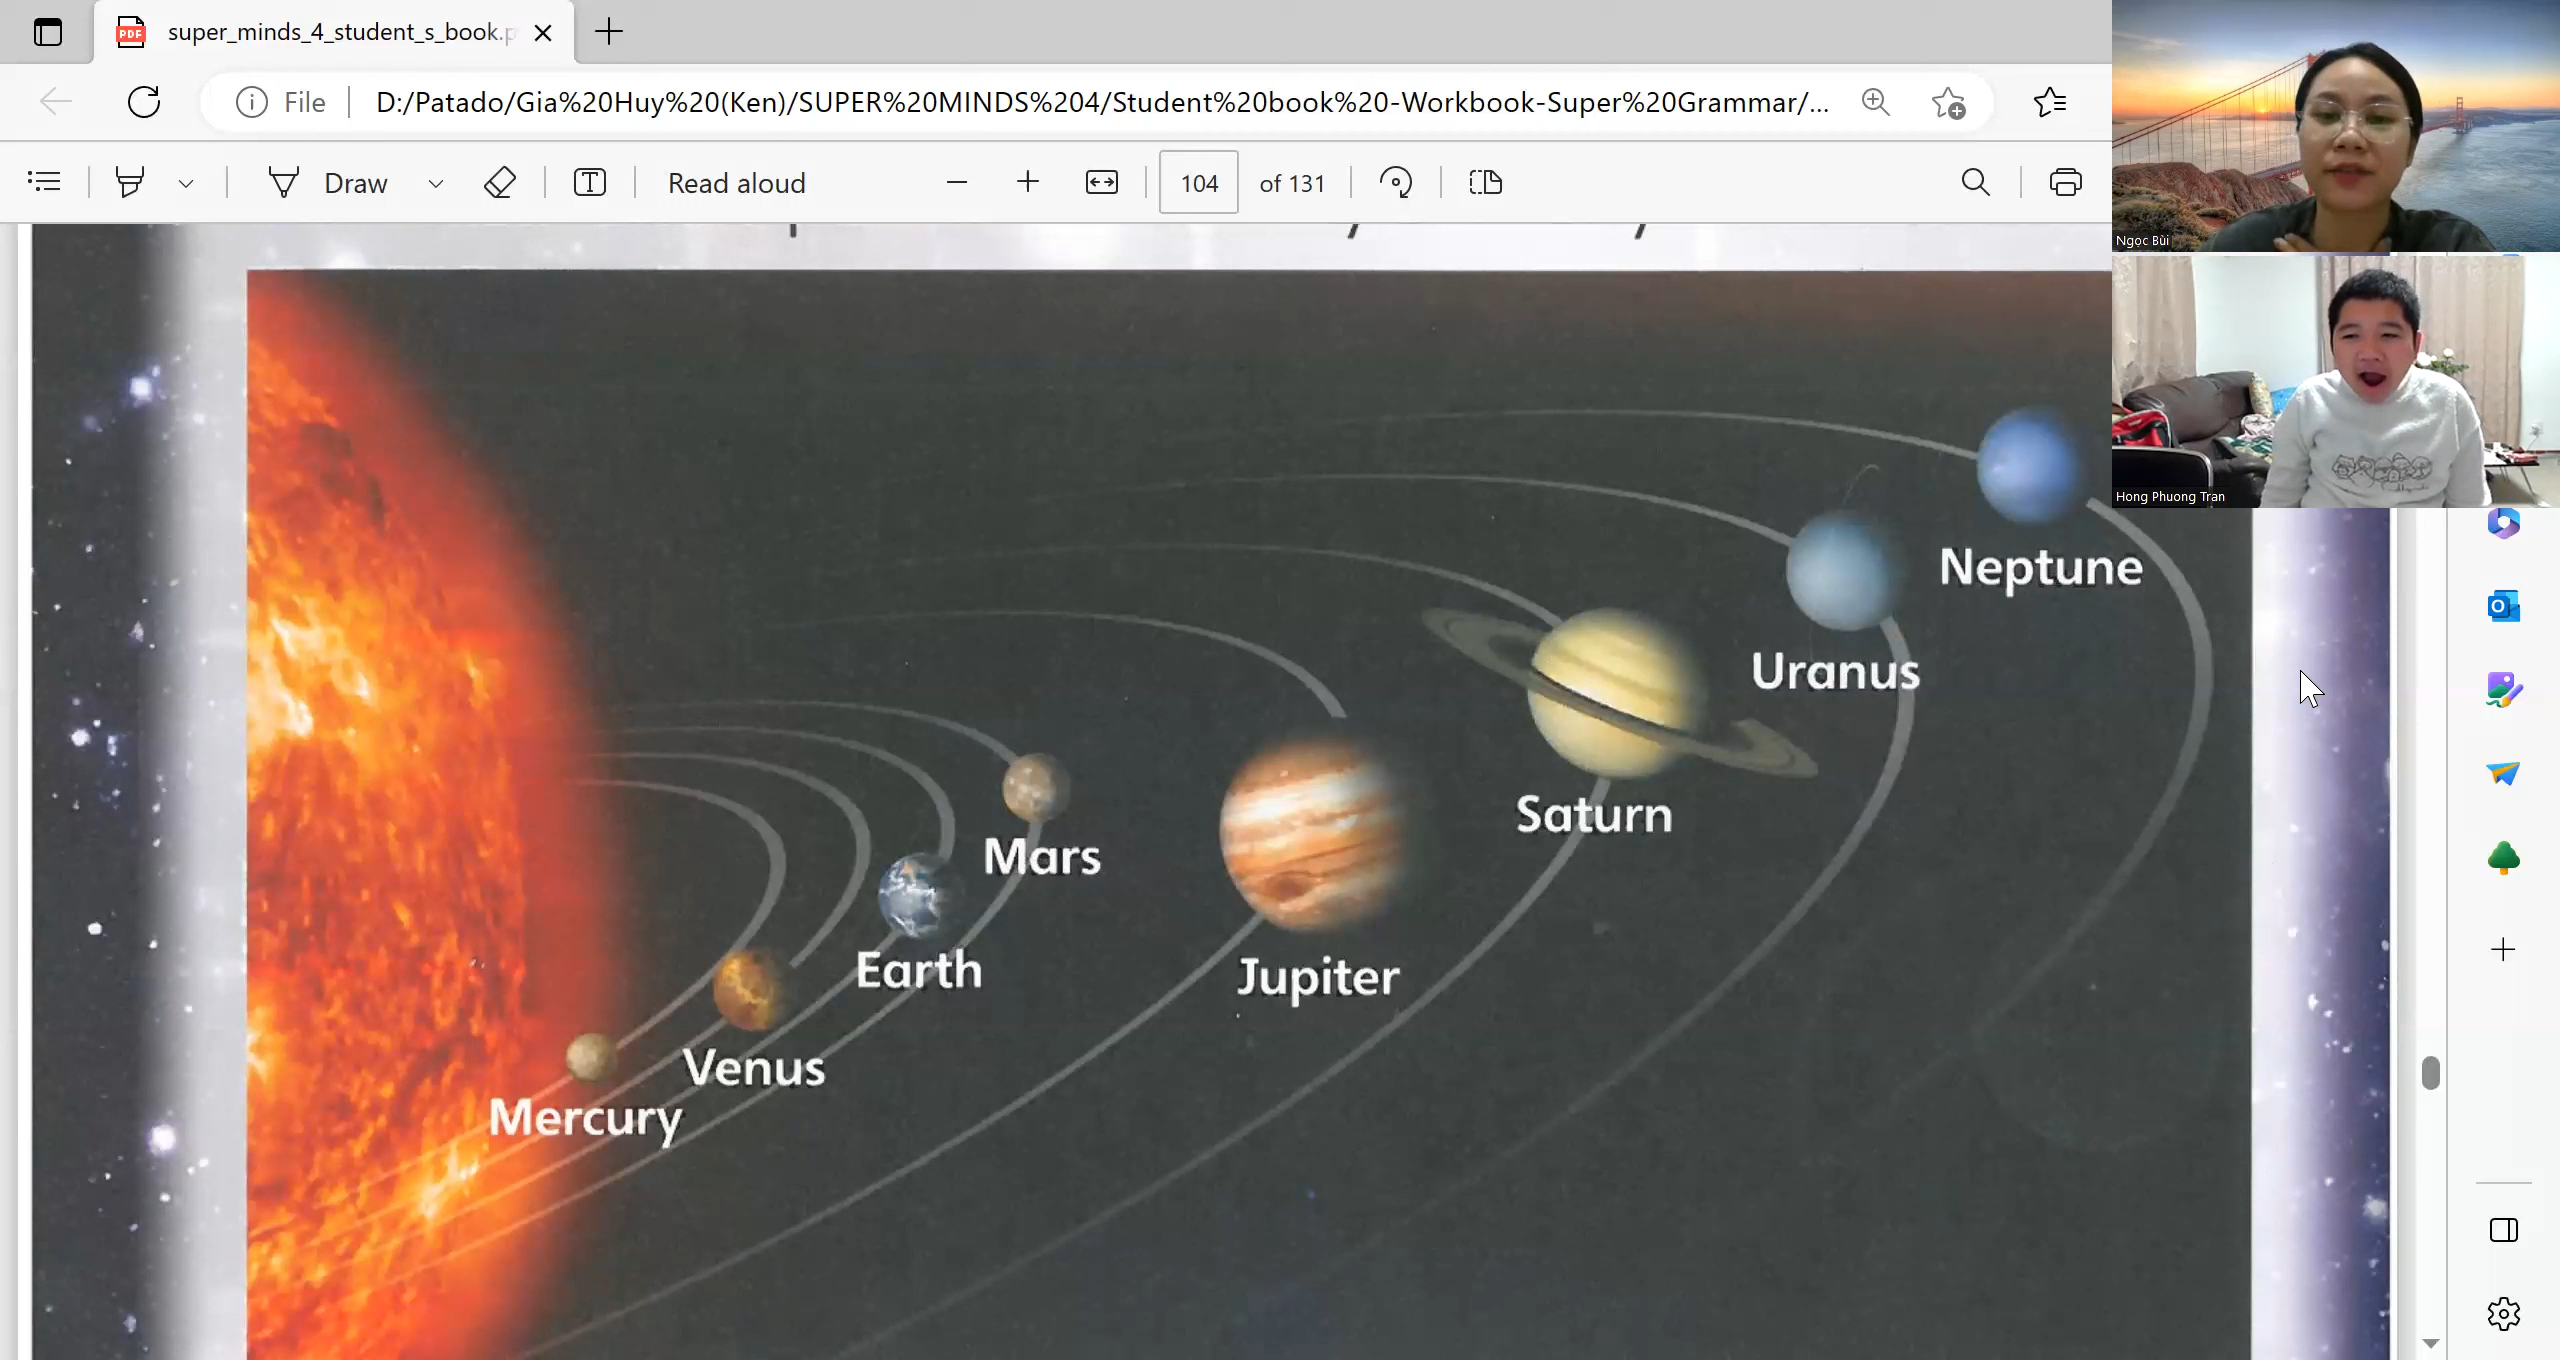 super_minds_4_student_s_book.p
File
D:/Patado/Gia%20Huy%20(Ken)/SUPER%20MINDS%204/Student%20book%20-Workbook-Super%20Grammar/...
Draw
Read aloud
104 of 131
Ngọc Bùi
Hong Phuong Tran
Neptune
Uranus
Saturn
Mars
Jupiter
Earth
Venus
Mercury